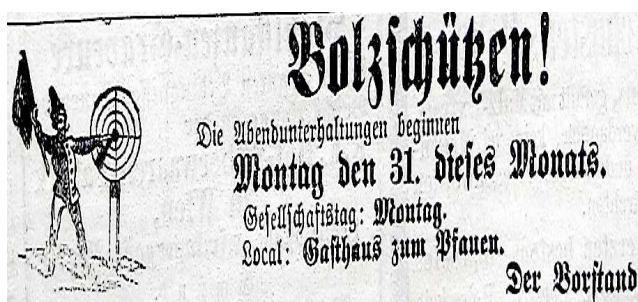 Bolzschützen!
Die Abendunterhaltungen beginnen
Montag den 31. dieses Monats.
Gesellschaftstag: Montag.
Local: Gasthaus zum Pfauen.
Der Vorstand